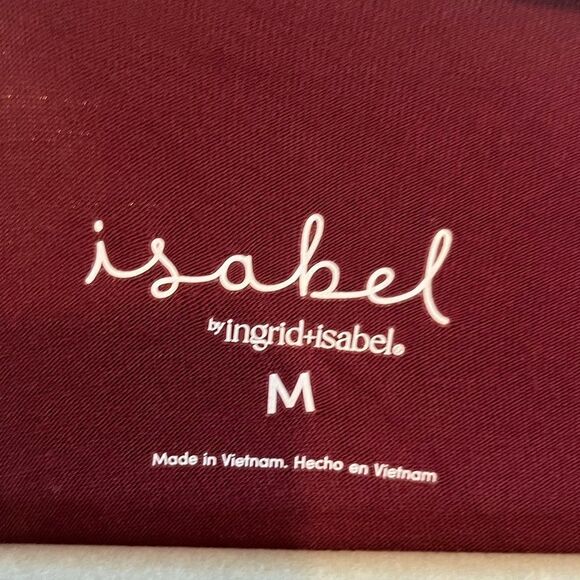 isabel
by ingrid+isabel®
M
Made in Vietnam. Hecho en Vietnam